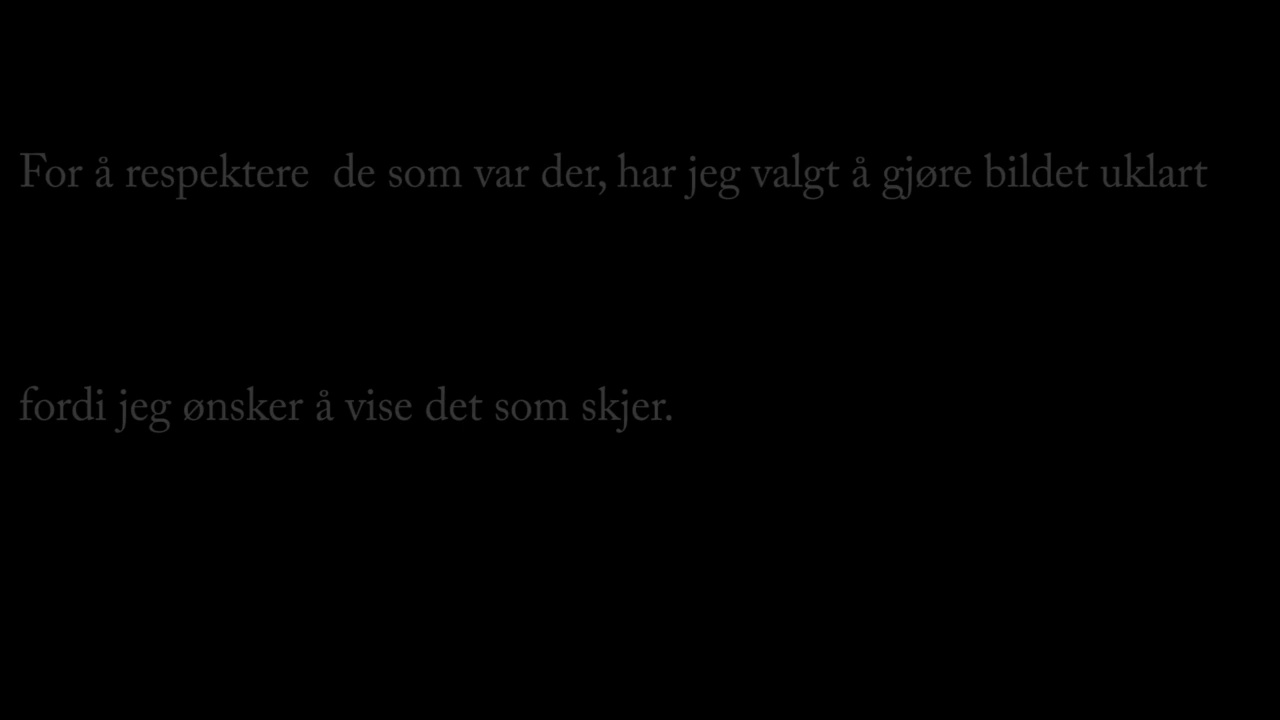 For å respektere  de som var der, har jeg valgt å gjøre bildet uklart
fordi jeg ønsker å vise det som skjer.